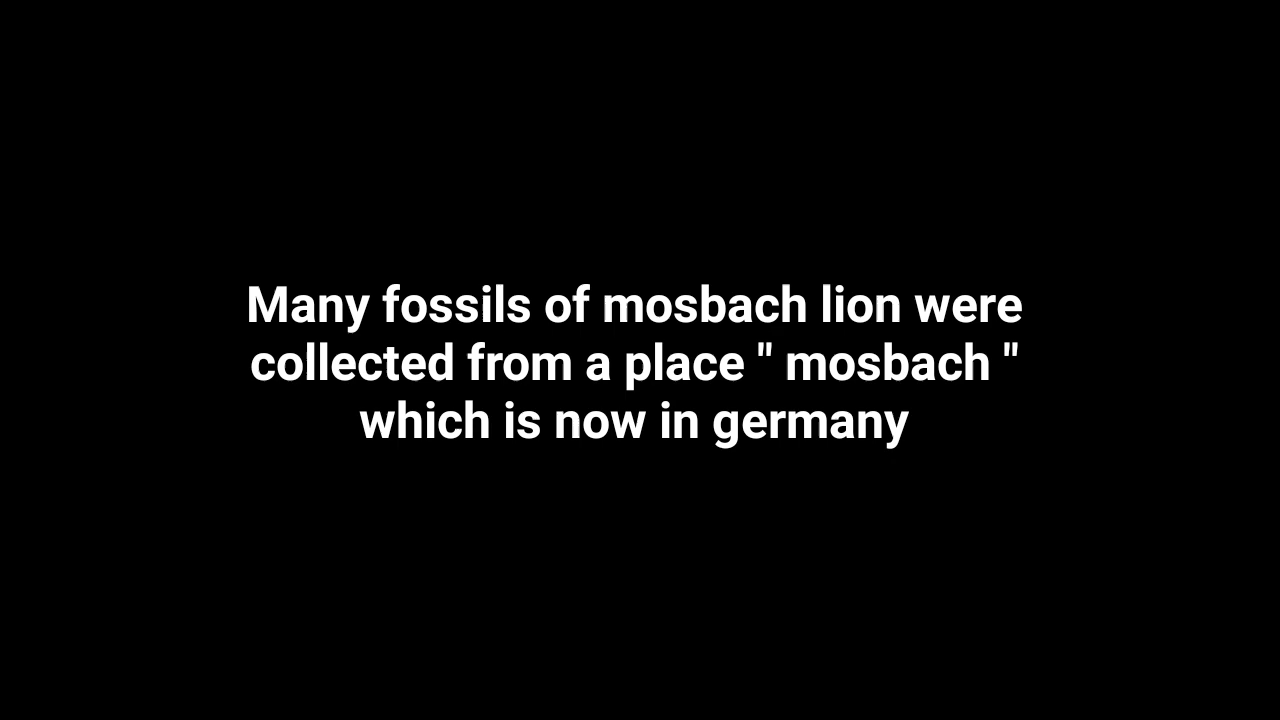 Many fossils of mosbach lion were
collected from a place " mosbach "
which is now in germany